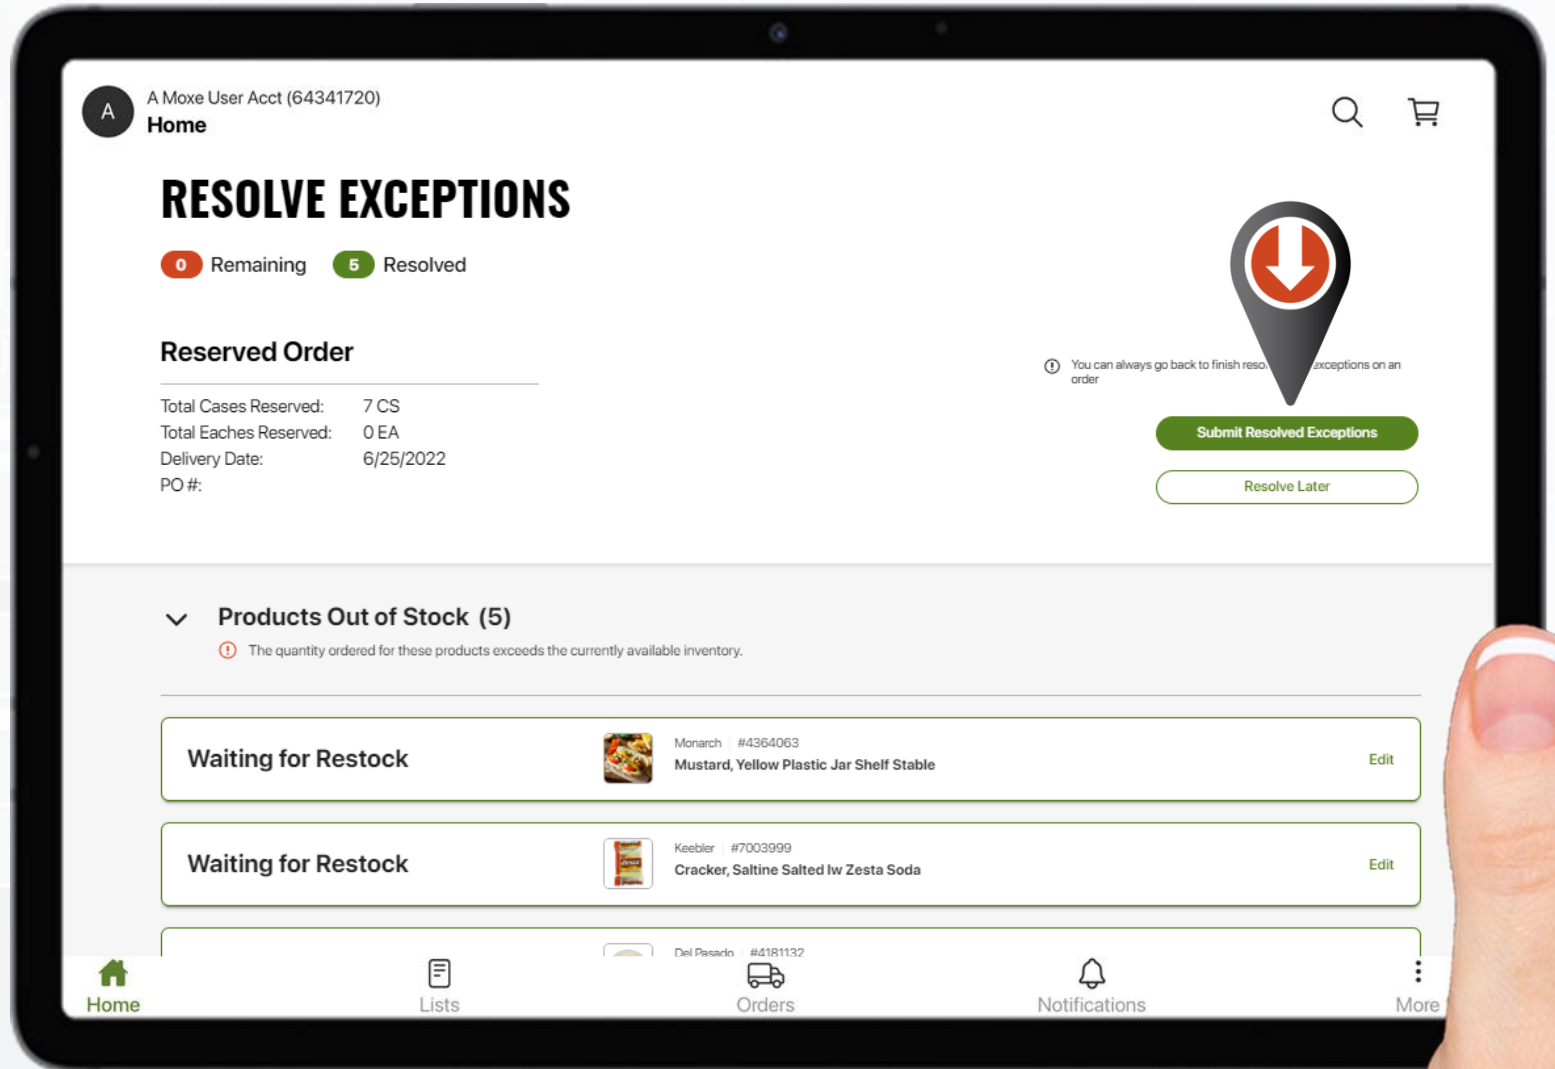 A
A Moxe User Acct (64341720)
Home
RESOLVE EXCEPTIONS
0 Remaining 5 Resolved
Reserved Order
Total Cases Reserved: 7 CS
Total Eaches Reserved: 0 EA
Delivery Date: 6/25/2022
PO #:
You can always go back to finish exceptions on an
order
Submit Resolved Exceptions
Resolve Later
Products Out of Stock (5)
The quantity ordered for these products exceeds the currently available inventory.
Waiting for Restock
Monarch #4364063
Mustard, Yellow Plastic Jar Shelf Stable
Edit
Waiting for Restock
Keebler #7003999
Cracker, Saltine Salted Iw Zesta Soda
Edit
Del Pasado #4181132
Home
Lists
Orders
Notifications
More